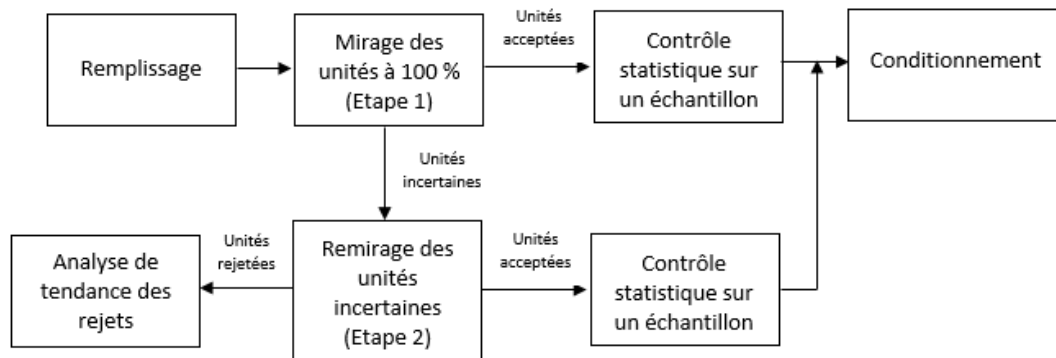 Remplissage
Mirage des
unités à 100 %
(Etape 1)
Unités
acceptées
Contrôle
statistique sur
un échantillon
Conditionnement
Unités
incertaines
Analyse de
tendance des
rejets
Unités
rejetées
Remirage des
unités
incertaines
(Etape 2)
Unités
acceptées
Contrôle
statistique sur
un échantillon